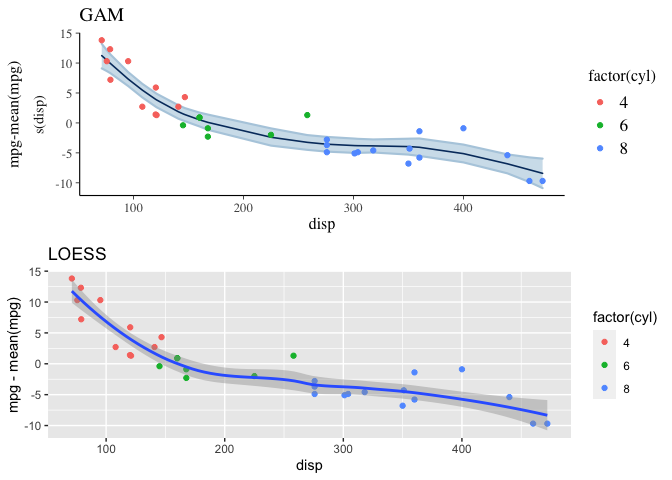 GAM
mpg-mean(mpg)
s(disp)
15
10
5
0
-5
-10
100
200
300
400
disp
factor(cyl)
4
6
8
LOESS
mpg - mean(mpg)
15
10
5
0
-5
-10
100
200
300
400
disp
factor(cyl)
4
6
8